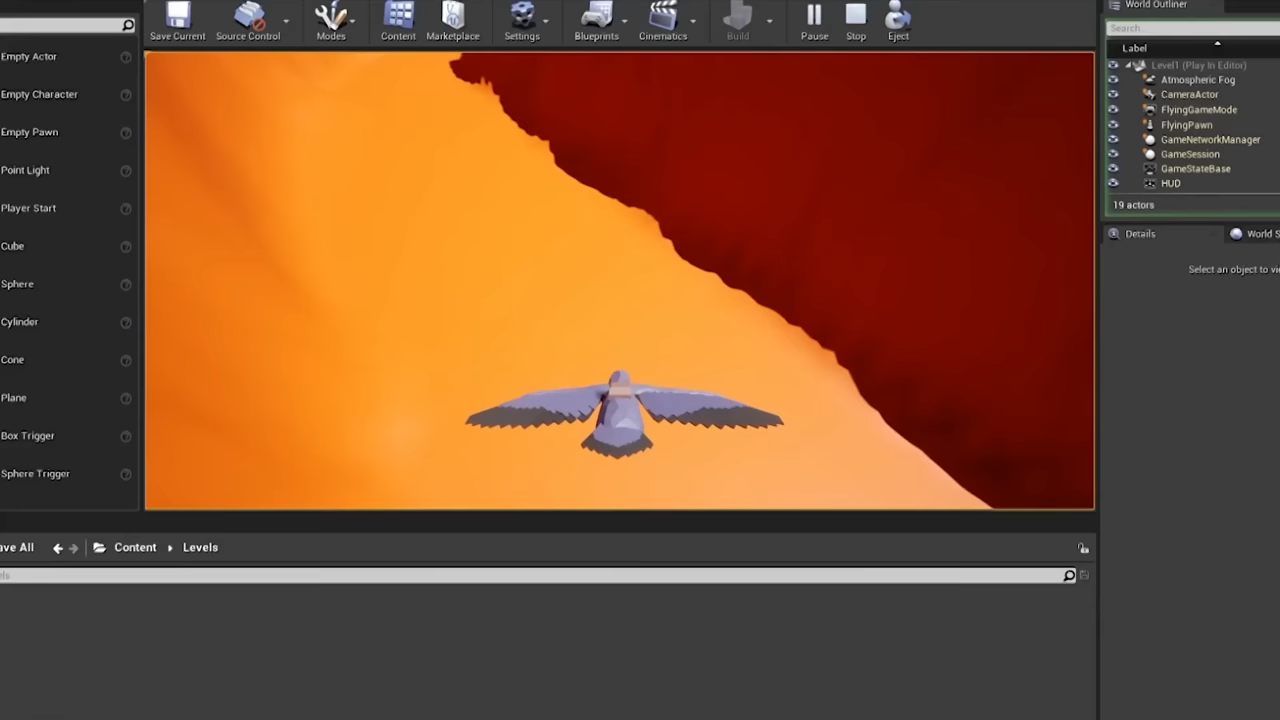 World Outliner
Save Current
Source Control
Modes
Content
Marketplace
Settings
Blueprints
Cinematics
Build
Pause
Stop
Eject
Search...
Label
Empty Actor
Empty Character
Empty Pawn
Point Light
Player Start
Cube
Sphere
Cylinder
Cone
Plane
Box Trigger
Sphere Trigger
Level1 (Play In Editor)
Atmospheric Fog
CameraActor
FlyingGameMode
FlyingPawn
GameNetworkManager
GameSession
GameStateBase
HUD
19 actors
Details
World S
Select an object to vi
ave All
Content
Levels
els